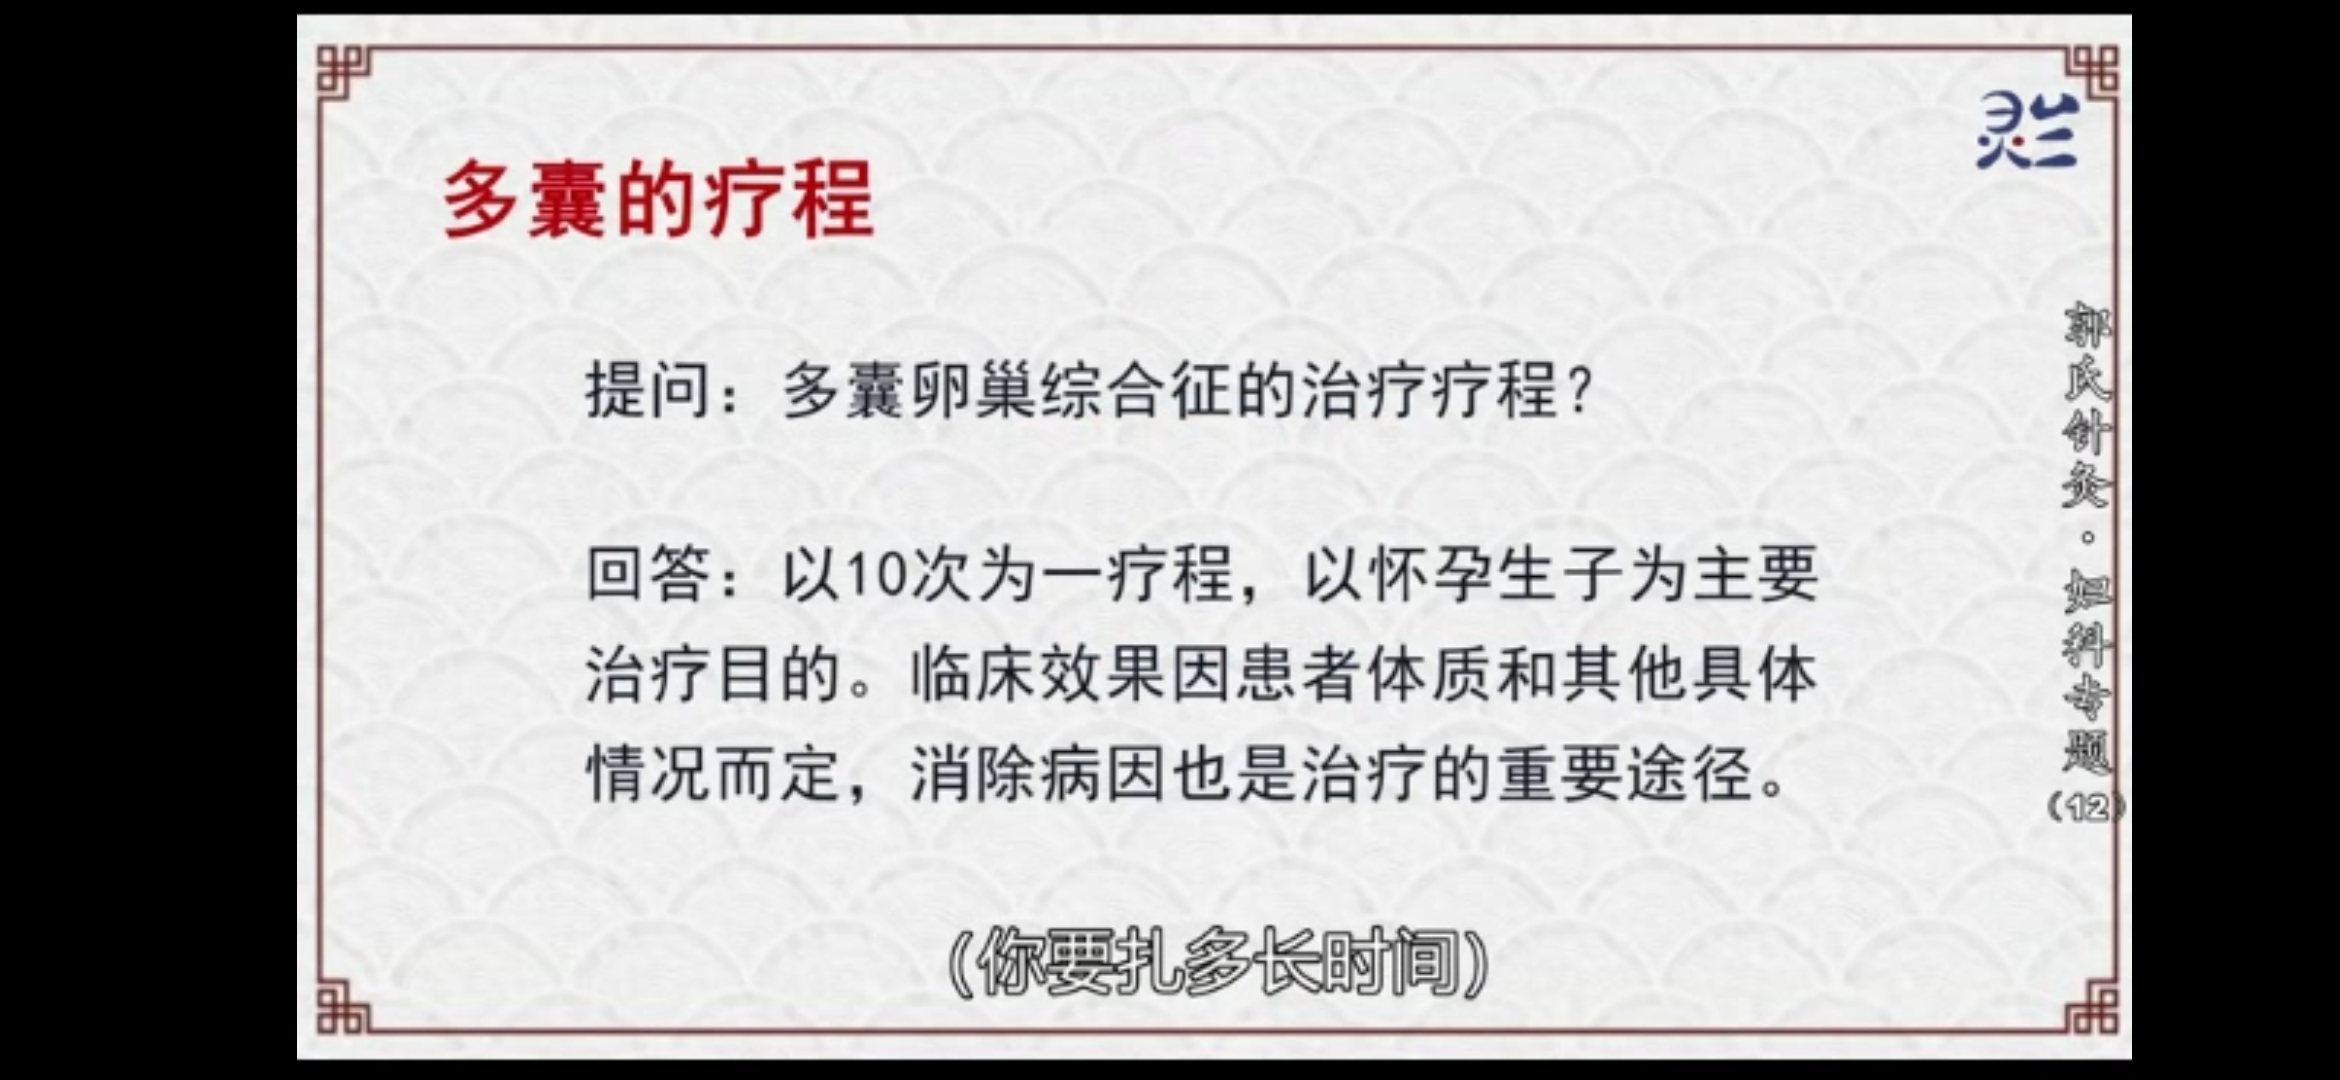 灵兰
多囊的疗程
提问：多囊卵巢综合征的治疗疗程？
回答：以10次为一疗程，以怀孕生子为主要
治疗目的。临床效果因患者体质和其他具体
情况而定，消除病因也是治疗的重要途径。
郭氏针灸·妇科专题(12)
(你要扎多长时间)